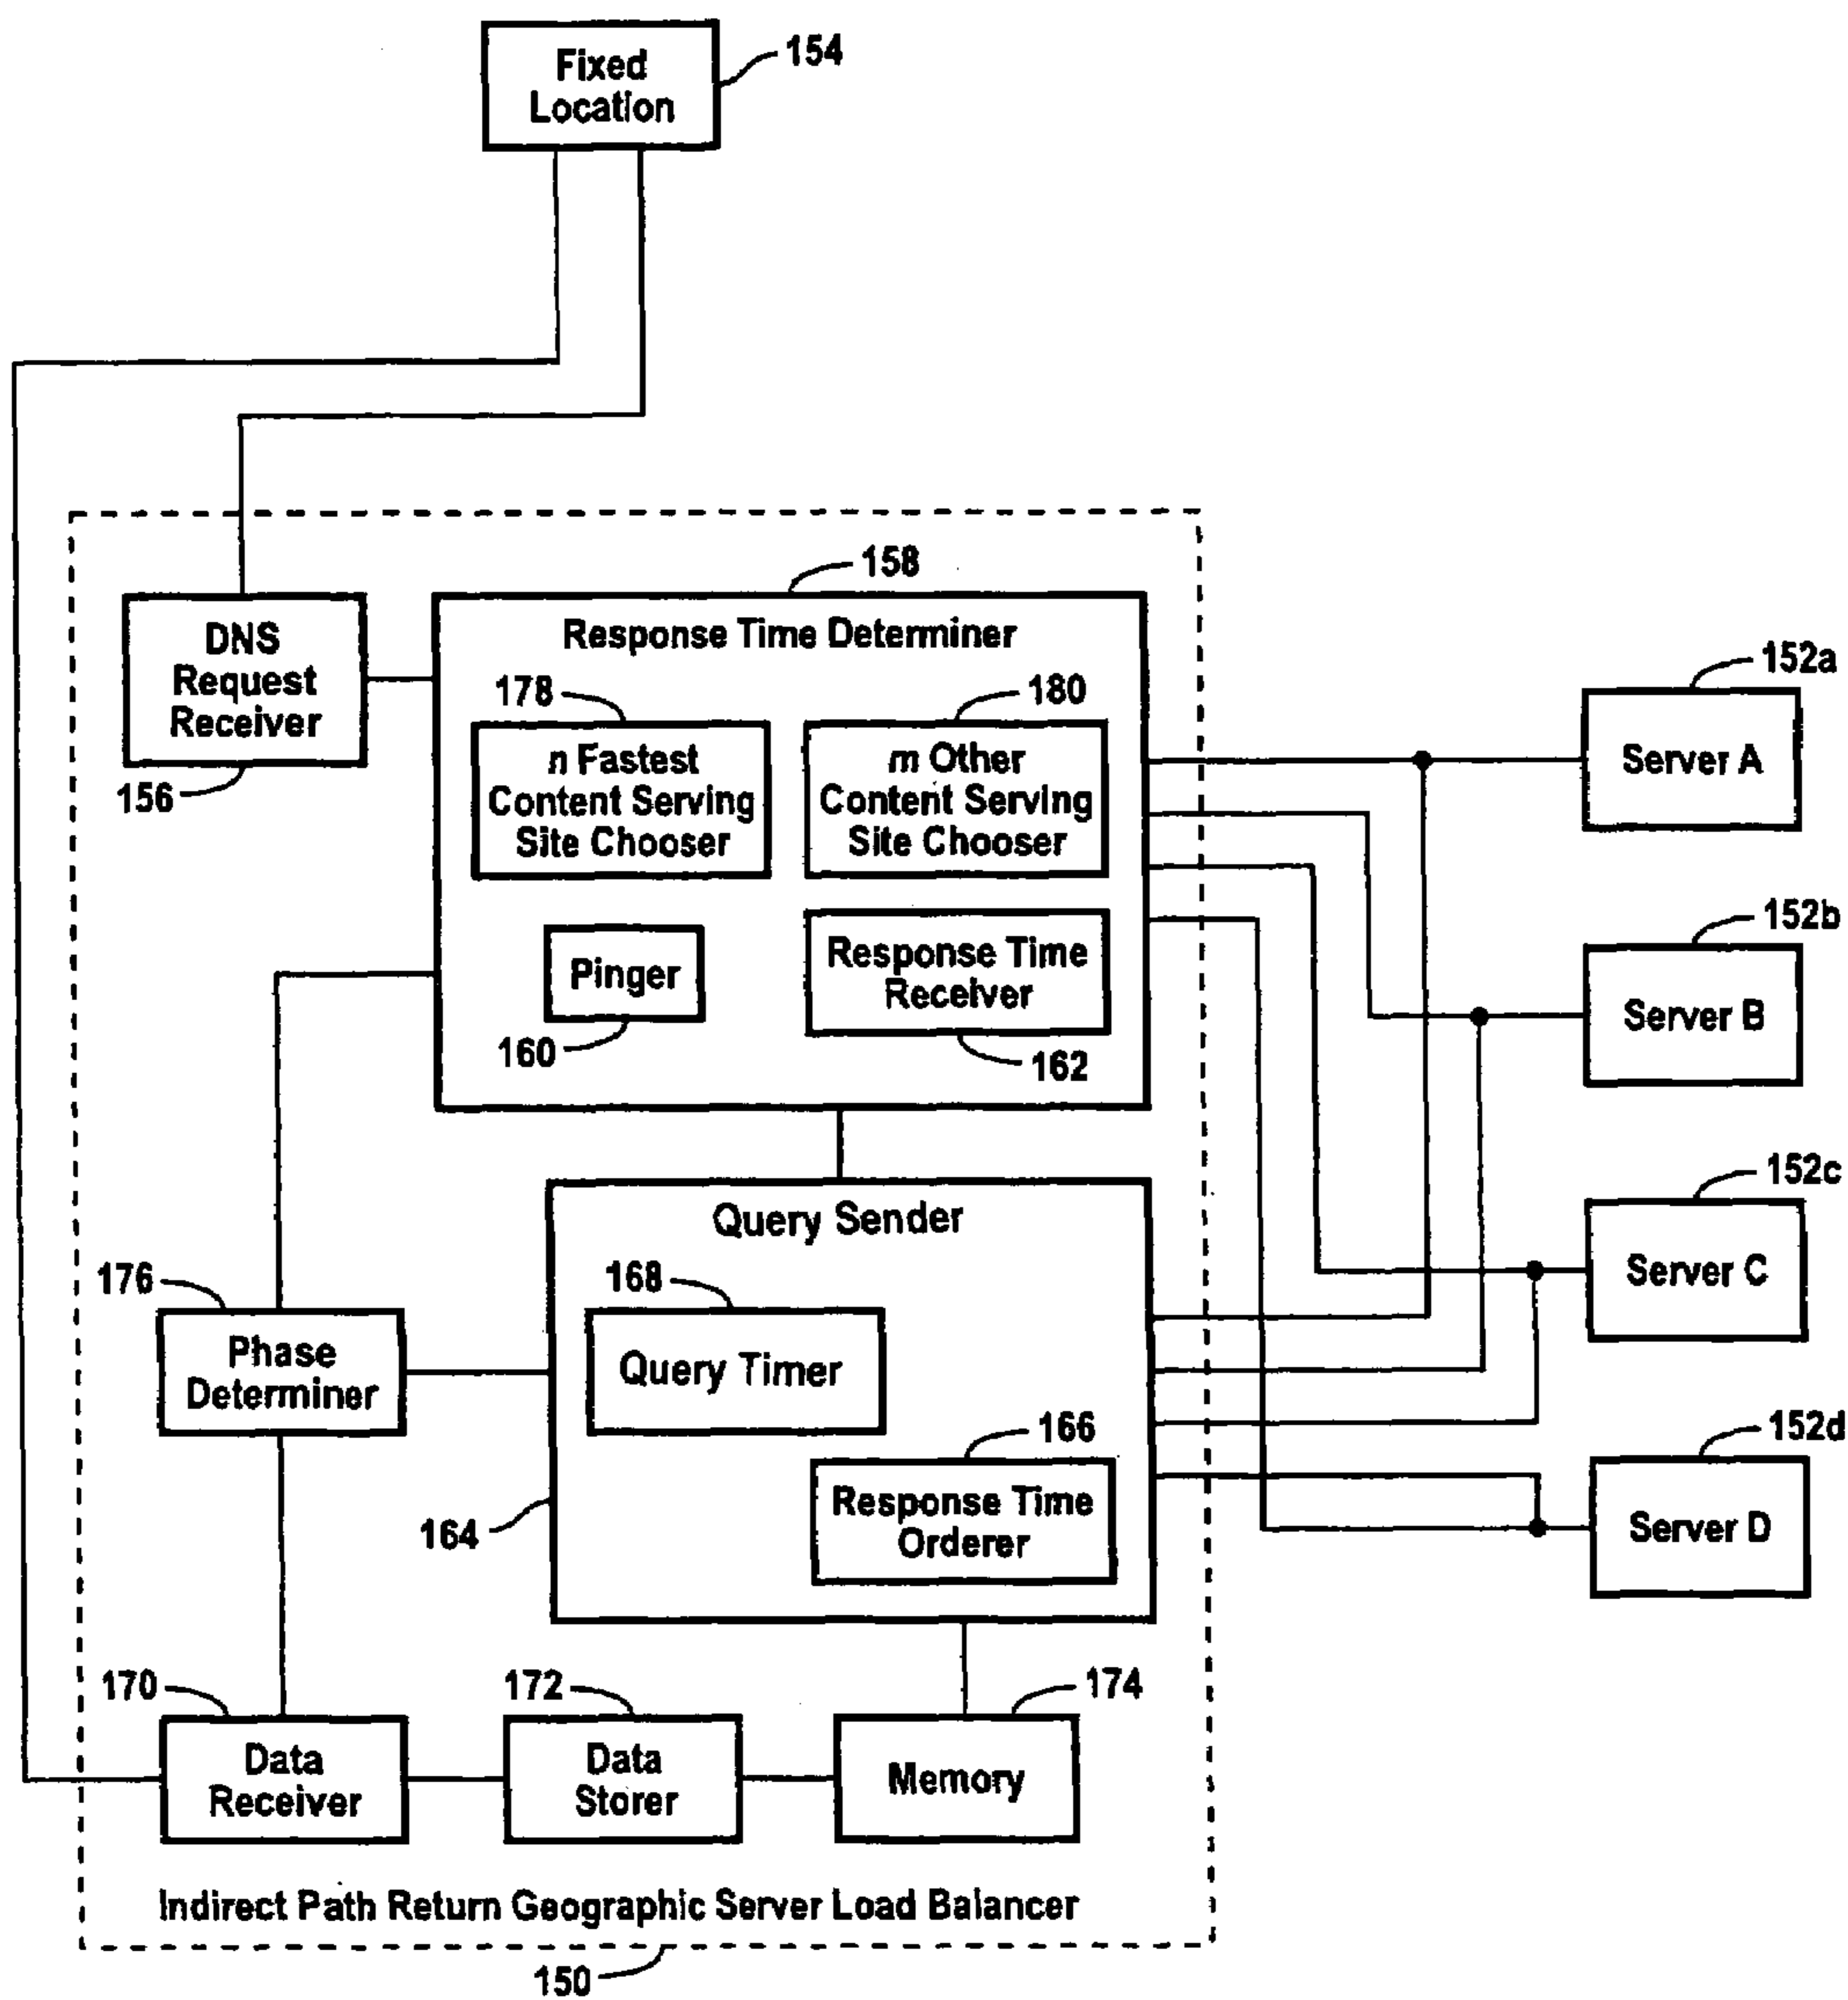 Fixed
Location
154
158
Response Time Determiner
DNS
Request
Receiver
156
178
180
n Fastest
Content Serving
Site Chooser
m Other
Content Serving
Site Chooser
Pinger
160
Response Time
Receiver
162
152a
Server A
152b
Server B
152c
Server C
152d
Server D
Query Sender
176
Phase
Determiner
168
Query Timer
166
Response Time
Orderer
164
170
Data
Receiver
172
Data
Storer
174
Memory
Indirect Path Return Geographic Server Load Balancer
150